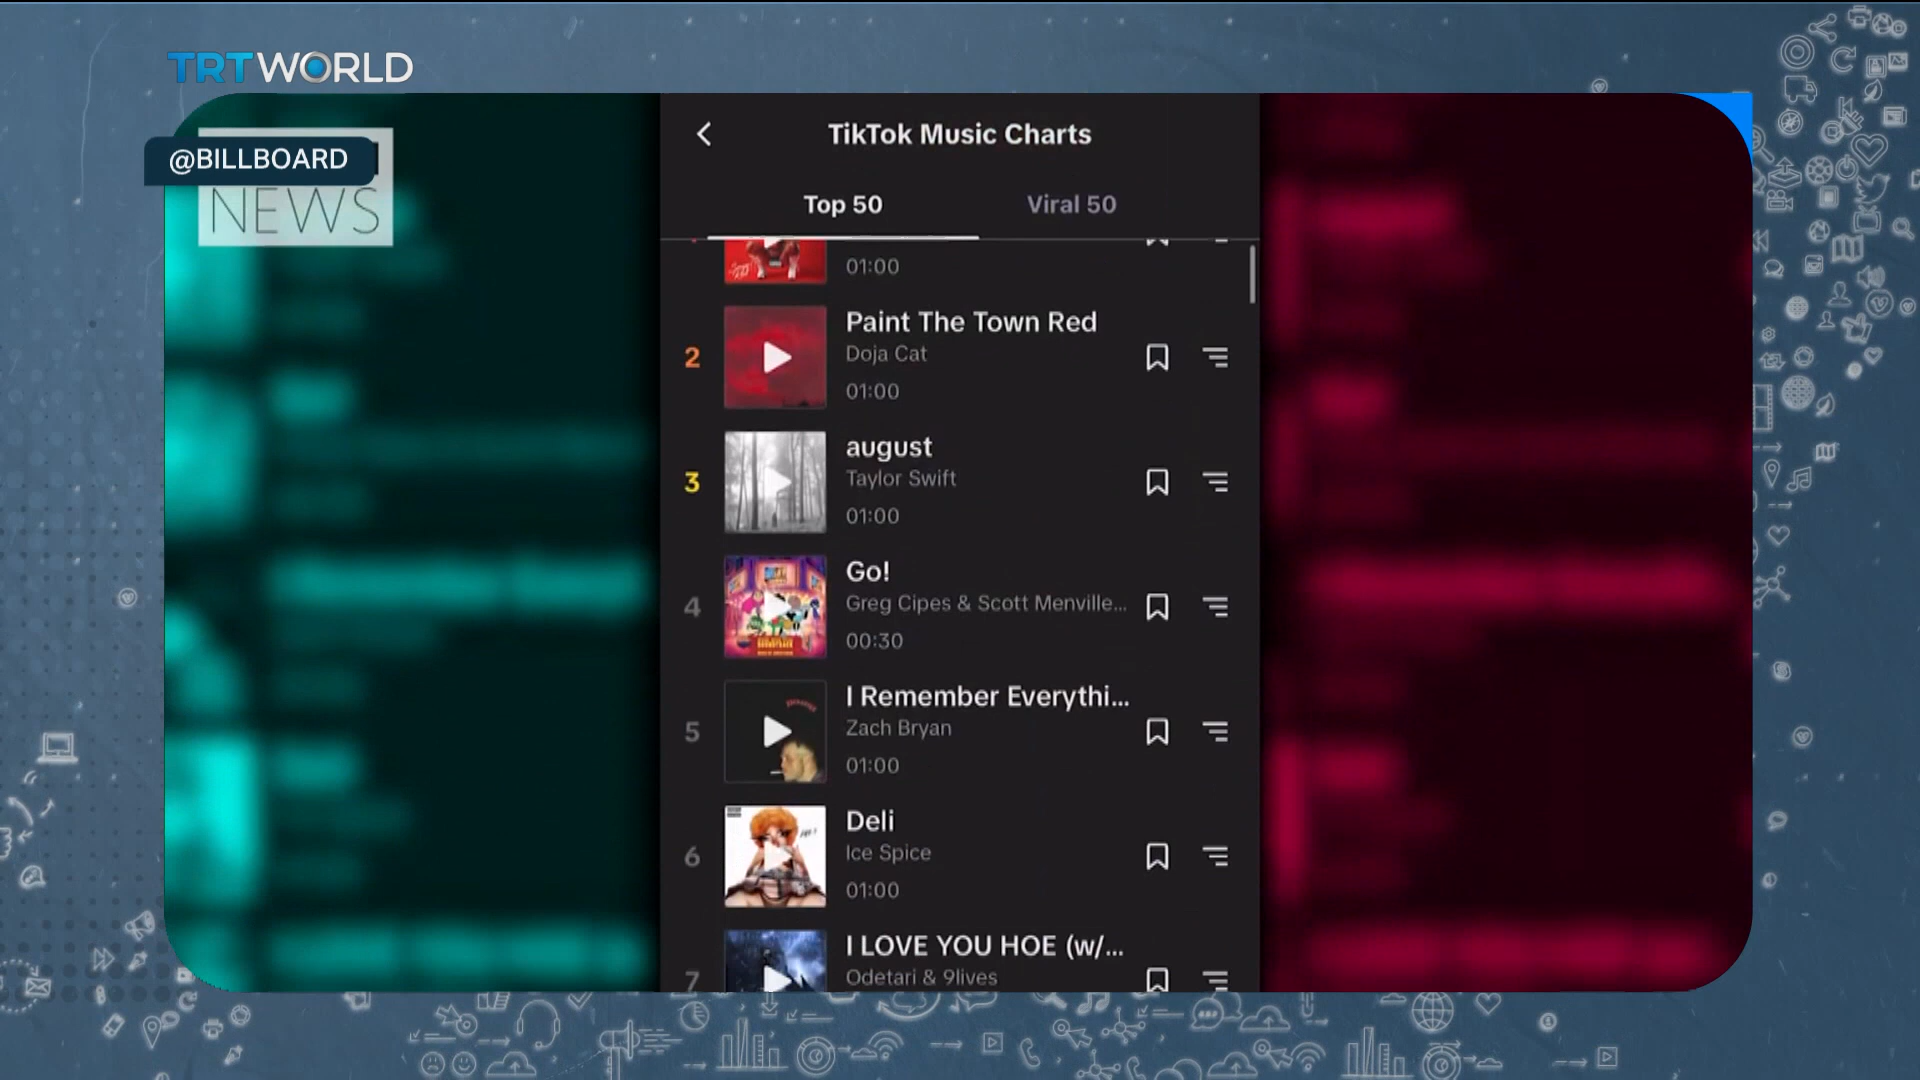 TRT WORLD
@BILLBOARD
NEWS
TikTok Music Charts
Top 50
Viral 50
01:00
2
Paint The Town Red
Doja Cat
01:00
3
august
Taylor Swift
01:00
4
Go!
Greg Cipes & Scott Menville...
00:30
5
I Remember Everythi...
Zach Bryan
01:00
6
Deli
Ice Spice
01:00
7
I LOVE YOU HOE (w/...
Odetari & 9lives